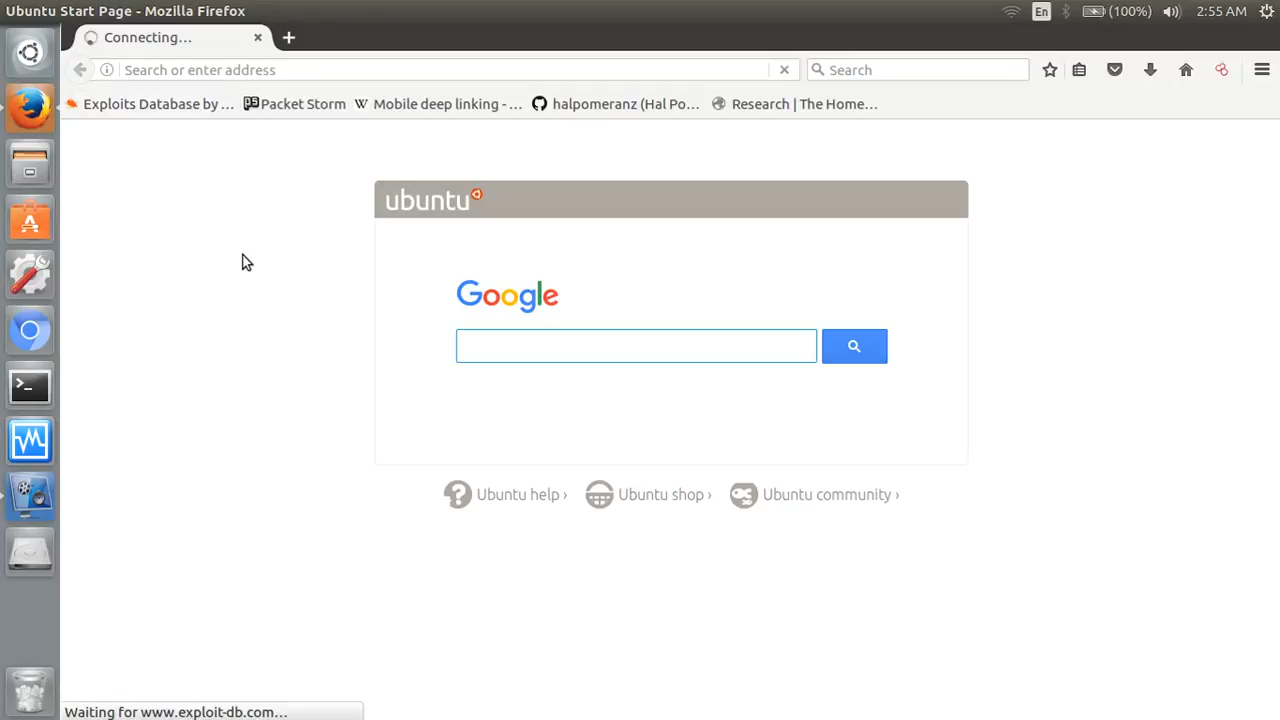 Ubuntu Start Page - Mozilla Firefox
En (100%) 2:55 AM
Connecting...
Search or enter address
Search
Exploits Database by ... Packet Storm Mobile deep linking - ... halpomeranz (Hal Po... Research | The Home...
ubuntu
Google
Ubuntu help › Ubuntu shop › Ubuntu community ›
Waiting for www.exploit-db.com...